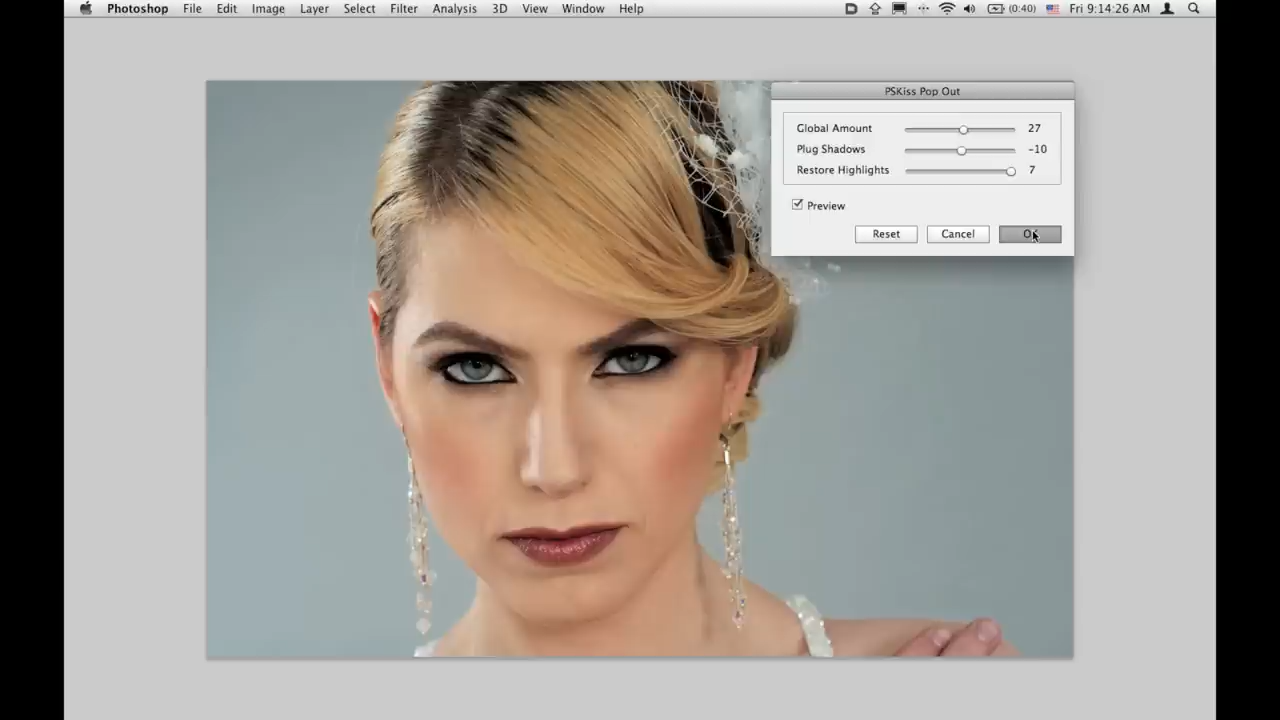 Photoshop File Edit Image Layer Select Filter Analysis 3D View Window Help (0:40) Fri 9:14:26 AM
PSKiss Pop Out
Global Amount 27
Plug Shadows -10
Restore Highlights 7
Preview
Reset Cancel OK